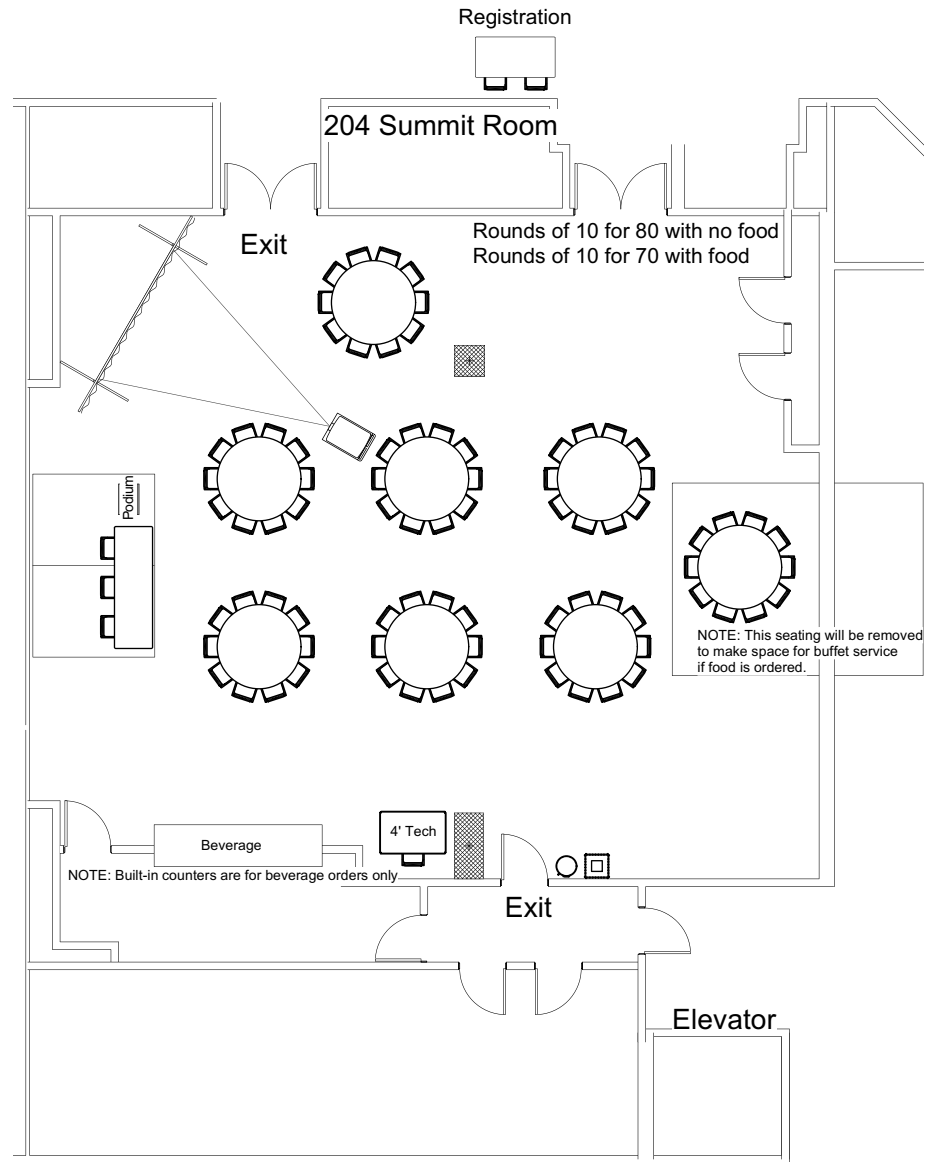 Registration
204 Summit Room
Exit
Rounds of 10 for 80 with no food
Rounds of 10 for 70 with food
Podium
NOTE: This seating will be removed
to make space for buffet service
if food is ordered.
4' Tech
Beverage
NOTE: Built-in counters are for beverage orders only
Exit
Elevator